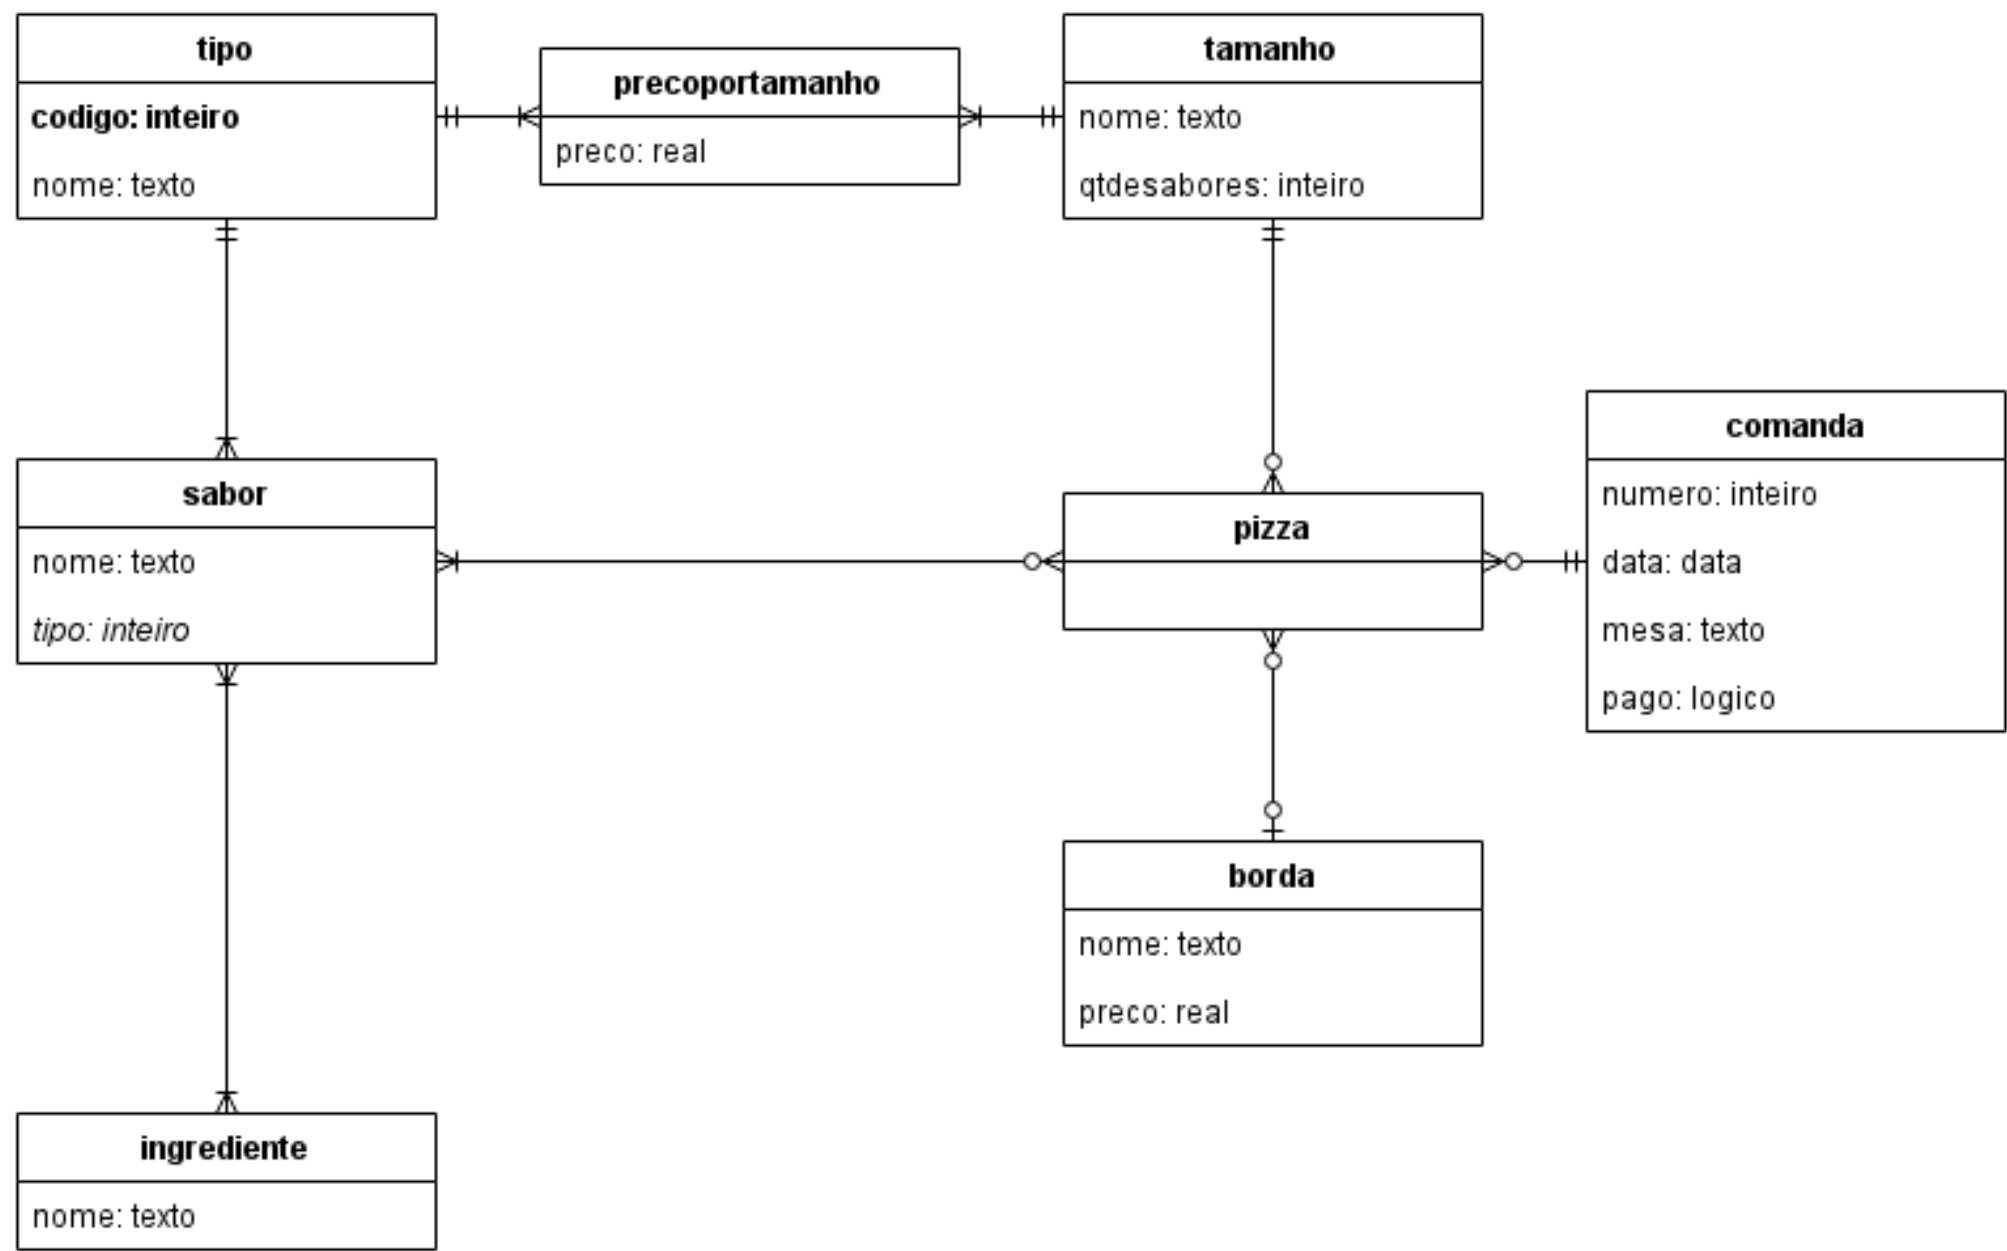 tipo
codigo: inteiro
nome: texto
precoportamanho
preco: real
tamanho
nome: texto
qtdesabores: inteiro
sabor
nome: texto
tipo: inteiro
pizza
comanda
numero: inteiro
data: data
mesa: texto
pago: logico
borda
nome: texto
preco: real
ingrediente
nome: texto